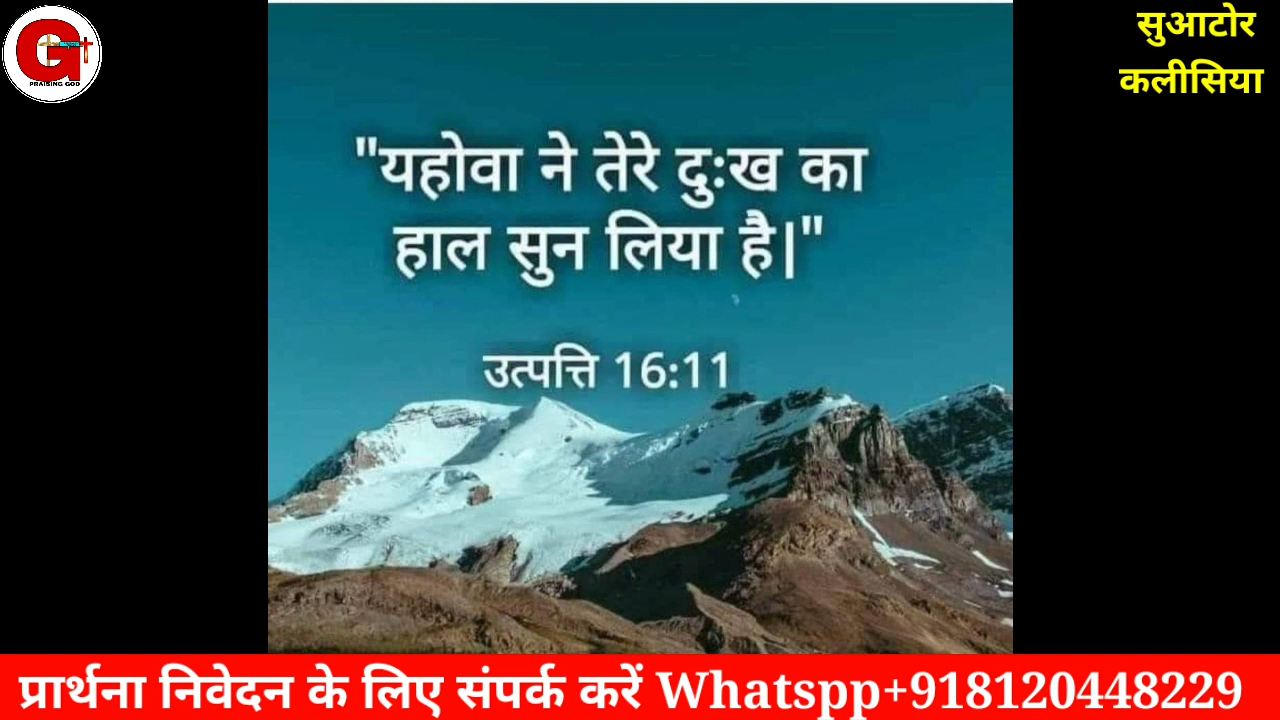 G
PRAISING GOD
सुआटोर
कलीसिया
"यहोवा ने तेरे दुःख का
हाल सुन लिया है|"
उत्पत्ति 16:11
प्रार्थना निवेदन के लिए संपर्क करें Whatspp+918120448229